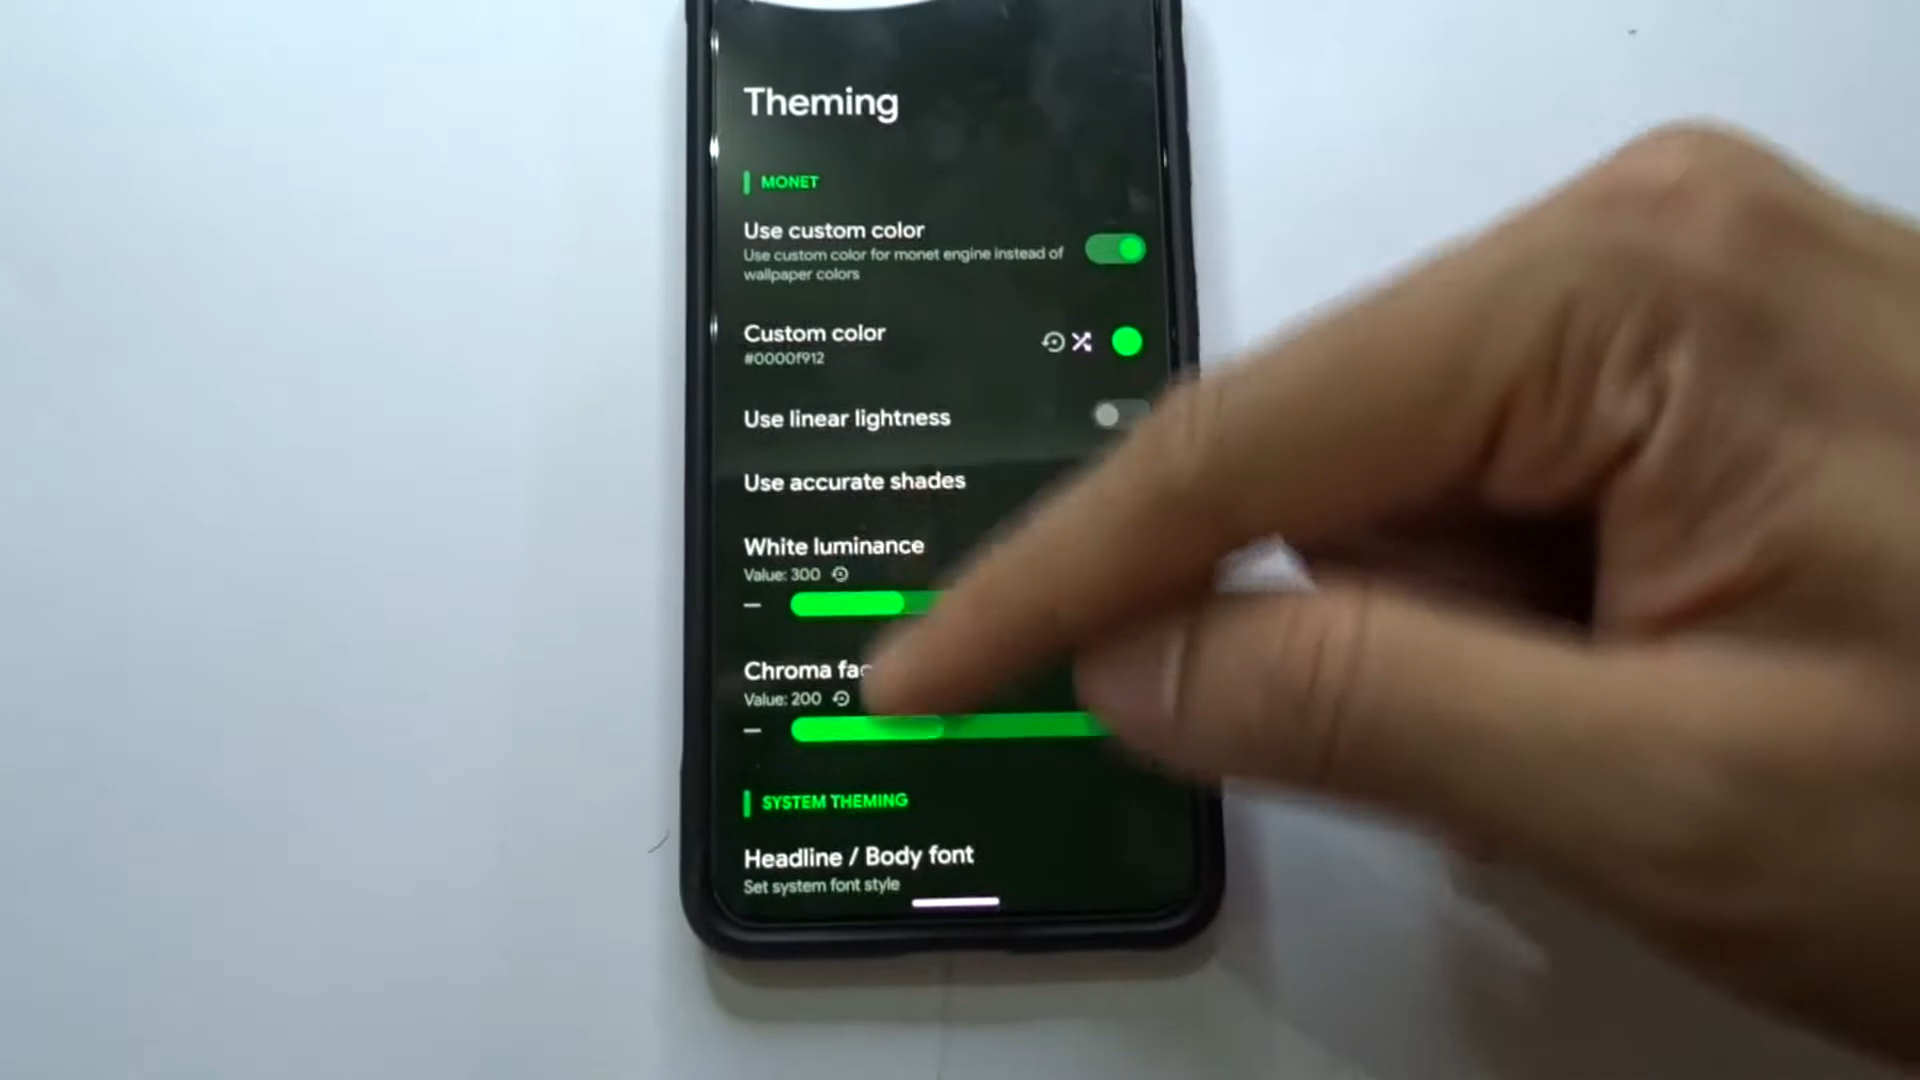 Theming
MONET
Use custom color
Use custom color for monet engine instead of
wallpaper colors
Custom color
#0000f912
Use linear lightness
Use accurate shades
White luminance
Value: 300
Chroma
Value: 200
SYSTEM THEMING
Headline / Body font
Set system font style